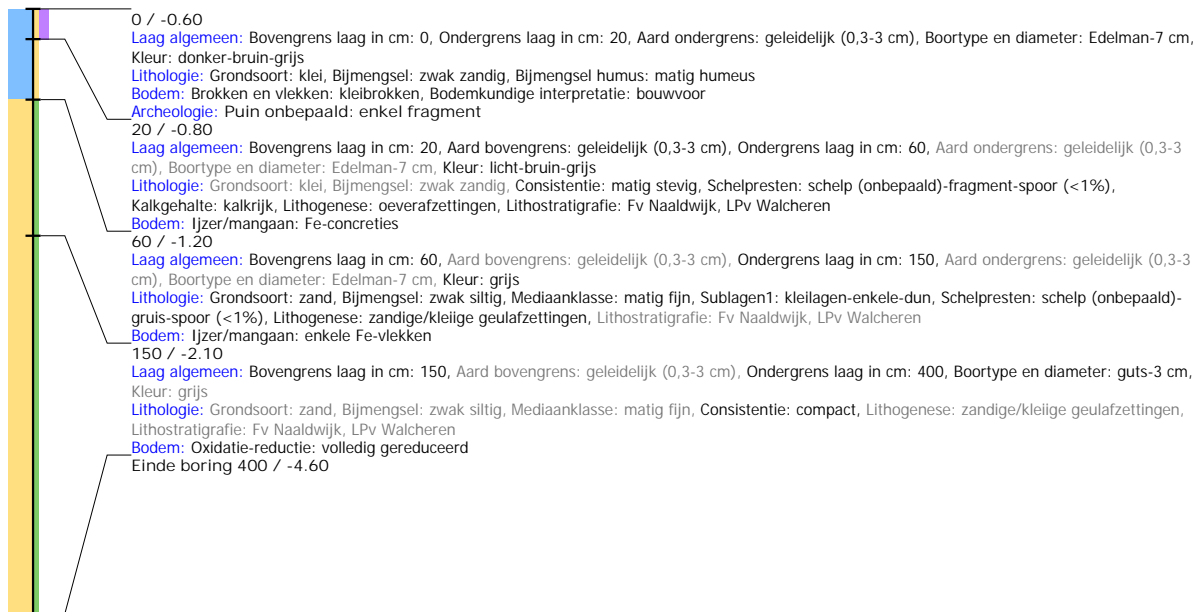 0 / -0.60
Laag algemeen: Bovengrens laag in cm: 0, Ondergrens laag in cm: 20, Aard ondergrens: geleidelijk (0,3-3 cm), Boortype en diameter: Edelman-7 cm,
Kleur: donker-bruin-grijs
Lithologie: Grondsoort: klei, Bijmengsel: zwak zandig, Bijmengsel humus: matig humeus
Bodem: Brokken en vlekken: kleibrokken, Bodemkundige interpretatie: bouwvoor
Archeologie: Puin onbepaald: enkel fragment
20 / -0.80
Laag algemeen: Bovengrens laag in cm: 20, Aard bovengrens: geleidelijk (0,3-3 cm), Ondergrens laag in cm: 60, Aard ondergrens: geleidelijk (0,3-3
cm), Boortype en diameter: Edelman-7 cm, Kleur: licht-bruin-grijs
Lithologie: Grondsoort: klei, Bijmengsel: zwak zandig, Consistentie: matig stevig, Schelpresten: schelp (onbepaald)-fragment-spoor (<1%),
Kalkgehalte: kalkrijk, Lithogenese: oeverafzettingen, Lithostratigrafie: Fv Naaldwijk, LPv Walcheren
Bodem: Ijzer/mangaan: Fe-concreties
60 / -1.20
Laag algemeen: Bovengrens laag in cm: 60, Aard bovengrens: geleidelijk (0,3-3 cm), Ondergrens laag in cm: 150, Aard ondergrens: geleidelijk (0,3-3
cm), Boortype en diameter: Edelman-7 cm, Kleur: grijs
Lithologie: Grondsoort: zand, Bijmengsel: zwak siltig, Mediaanklasse: matig fijn, Sublagen1: kleilagen-enkele-dun, Schelpresten: schelp (onbepaald)-
gruis-spoor (<1%), Lithogenese: zandige/kleiige geulafzettingen, Lithostratigrafie: Fv Naaldwijk, LPv Walcheren
Bodem: Ijzer/mangaan: enkele Fe-vlekken
150 / -2.10
Laag algemeen: Bovengrens laag in cm: 150, Aard bovengrens: geleidelijk (0,3-3 cm), Ondergrens laag in cm: 400, Boortype en diameter: guts-3 cm,
Kleur: grijs
Lithologie: Grondsoort: zand, Bijmengsel: zwak siltig, Mediaanklasse: matig fijn, Consistentie: compact, Lithogenese: zandige/kleiige geulafzettingen,
Lithostratigrafie: Fv Naaldwijk, LPv Walcheren
Bodem: Oxidatie-reductie: volledig gereduceerd
Einde boring 400 / -4.60